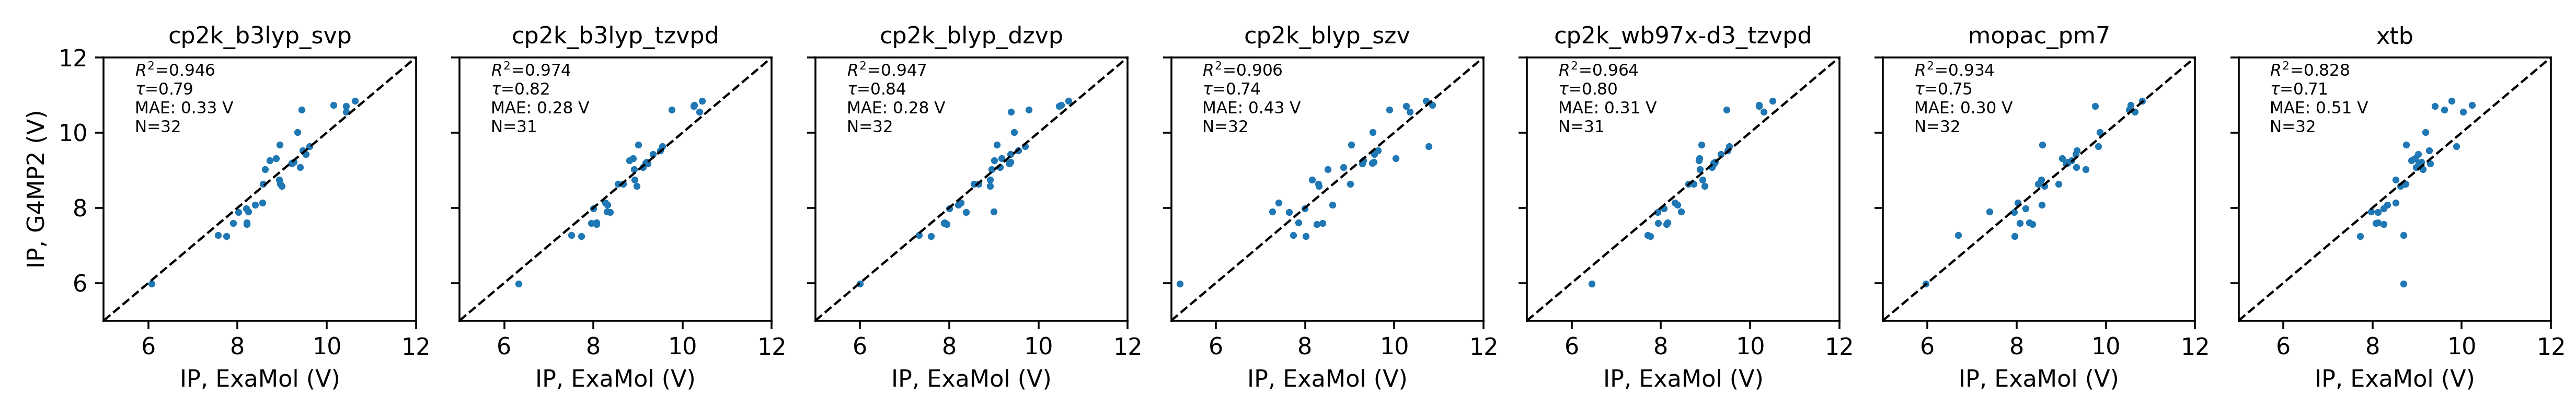 cp2k_b3lyp_svp
R²=0.946
τ=0.79
MAE: 0.33 V
N=32
12
10
8
6
IP, G4MP2 (V)
6 8 10 12
IP, ExaMol (V)
cp2k_b3lyp_tzvpd
R²=0.974
τ=0.82
MAE: 0.28 V
N=31
6 8 10 12
IP, ExaMol (V)
cp2k_blyp_dzvp
R²=0.947
τ=0.84
MAE: 0.28 V
N=32
6 8 10 12
IP, ExaMol (V)
cp2k_blyp_szv
R²=0.906
τ=0.74
MAE: 0.43 V
N=32
6 8 10 12
IP, ExaMol (V)
cp2k_wb97x-d3_tzvpd
R²=0.964
τ=0.80
MAE: 0.31 V
N=31
6 8 10 12
IP, ExaMol (V)
mopac_pm7
R²=0.934
τ=0.75
MAE: 0.30 V
N=32
6 8 10 12
IP, ExaMol (V)
xtb
R²=0.828
τ=0.71
MAE: 0.51 V
N=32
6 8 10 12
IP, ExaMol (V)